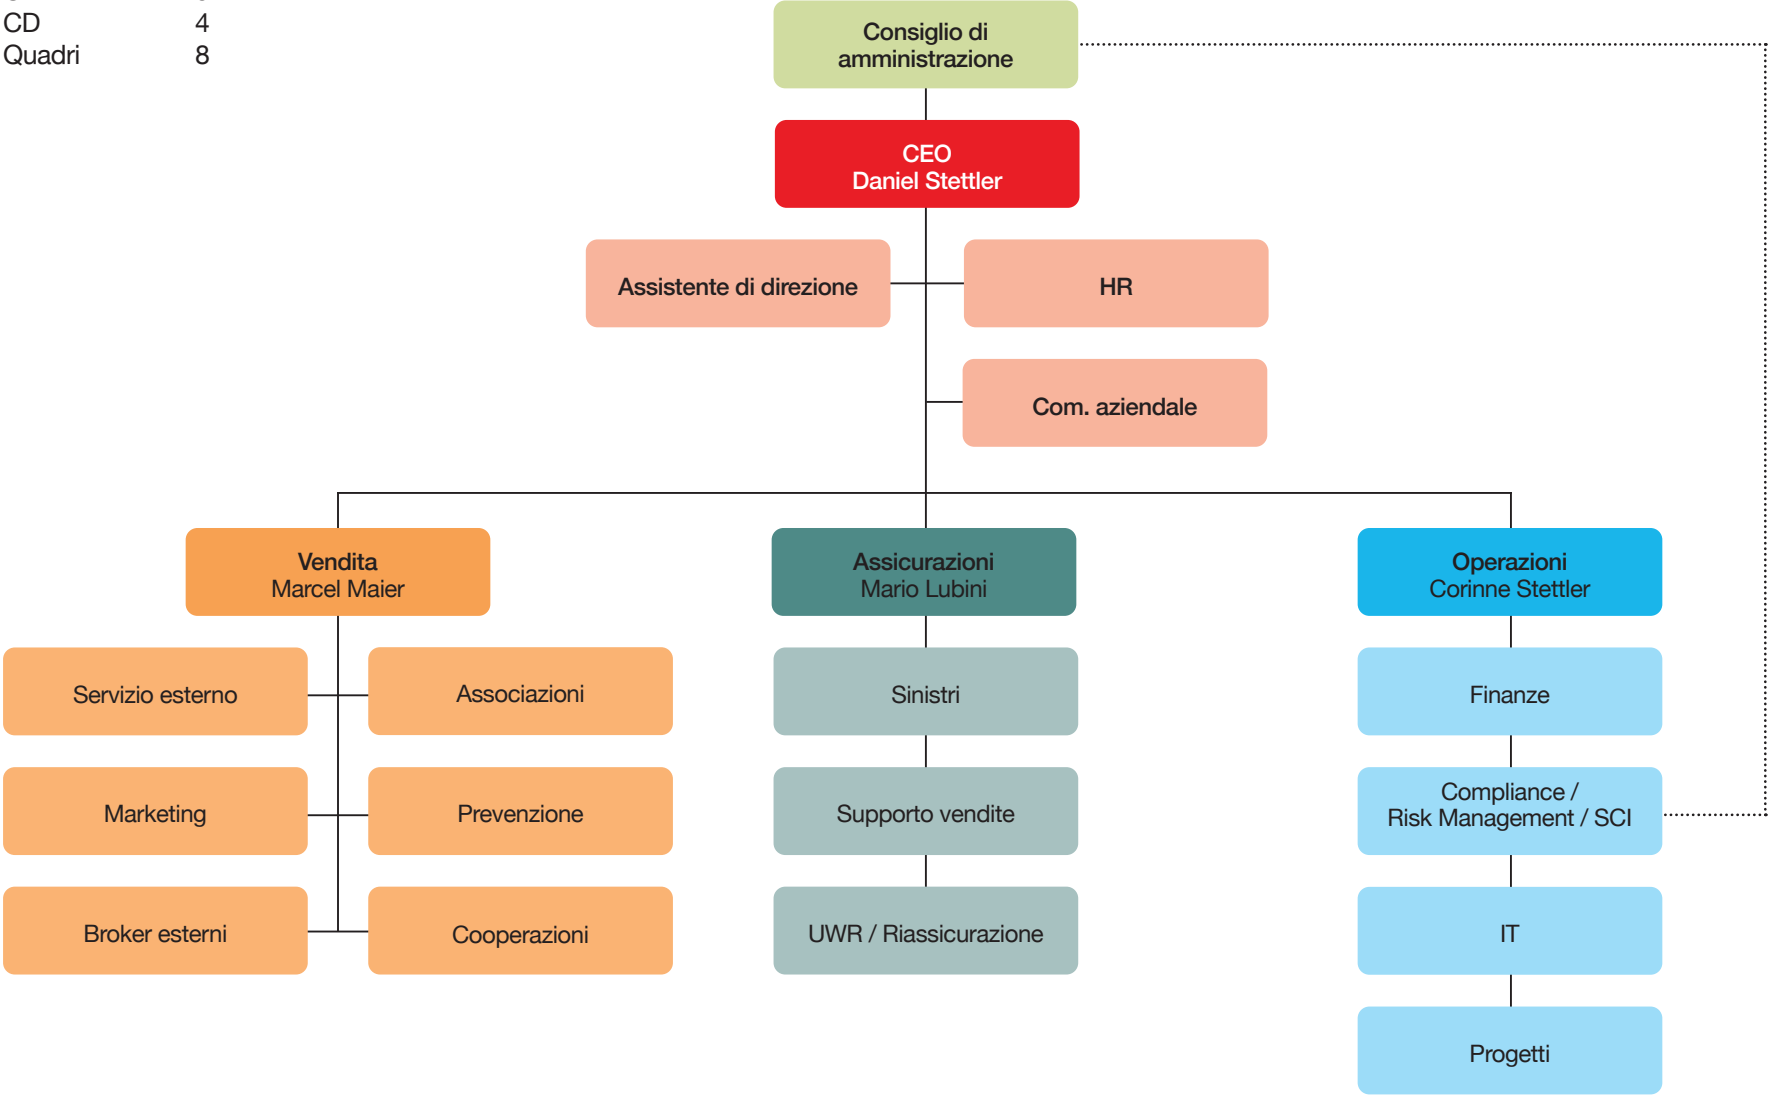 CD 4
Quadri 8
Consiglio di
amministrazione
CEO
Daniel Stettler
Assistente di direzione
HR
Com. aziendale
Vendita
Marcel Maier
Assicurazioni
Mario Lubini
Operazioni
Corinne Stettler
Servizio esterno
Associazioni
Sinistri
Finanze
Marketing
Prevenzione
Supporto vendite
Compliance /
Risk Management / SCI
Broker esterni
Cooperazioni
UWR / Riassicurazione
IT
Progetti